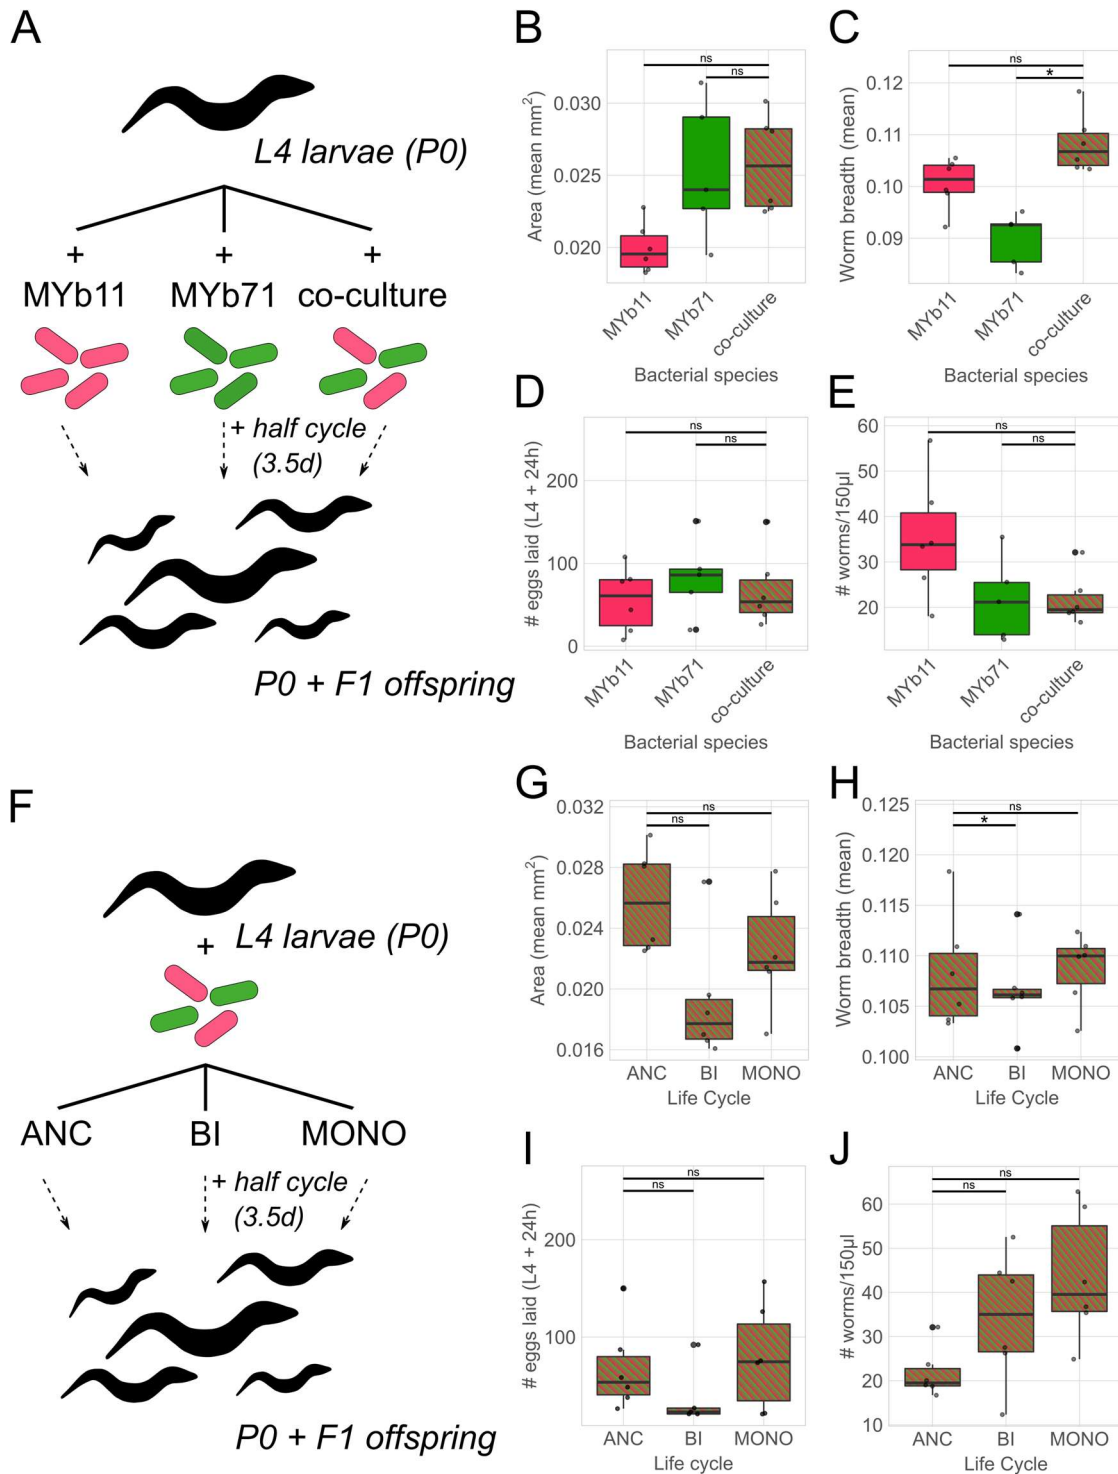 A
L4 larvae (P0)
+ + +
MYb11 MYb71 co-culture
+ half cycle
(3.5d)
P0 + F1 offspring
B
ns
ns
Area (mean mm²)
0.030
0.025
0.020
MYb11 MYb71 co-culture
Bacterial species
C
ns
*
Worm breadth (mean)
0.12
0.11
0.10
0.09
MYb11 MYb71 co-culture
Bacterial species
D
ns
ns
# eggs laid (L4 + 24h)
200
100
0
MYb11 MYb71 co-culture
Bacterial species
E
ns
ns
# worms/150µl
60
50
40
30
20
MYb11 MYb71 co-culture
Bacterial species
F
L4 larvae (P0)
+
ANC BI MONO
+ half cycle
(3.5d)
P0 + F1 offspring
G
ns
ns
Area (mean mm²)
0.032
0.028
0.024
0.020
0.016
ANC BI MONO
Life Cycle
H
ns
*
Worm breadth (mean)
0.125
0.120
0.115
0.110
0.105
0.100
ANC BI MONO
Life Cycle
I
ns
ns
# eggs laid (L4 + 24h)
200
100
ANC BI MONO
Life cycle
J
ns
ns
# worms/150µl
60
50
40
30
20
10
ANC BI MONO
Life Cycle